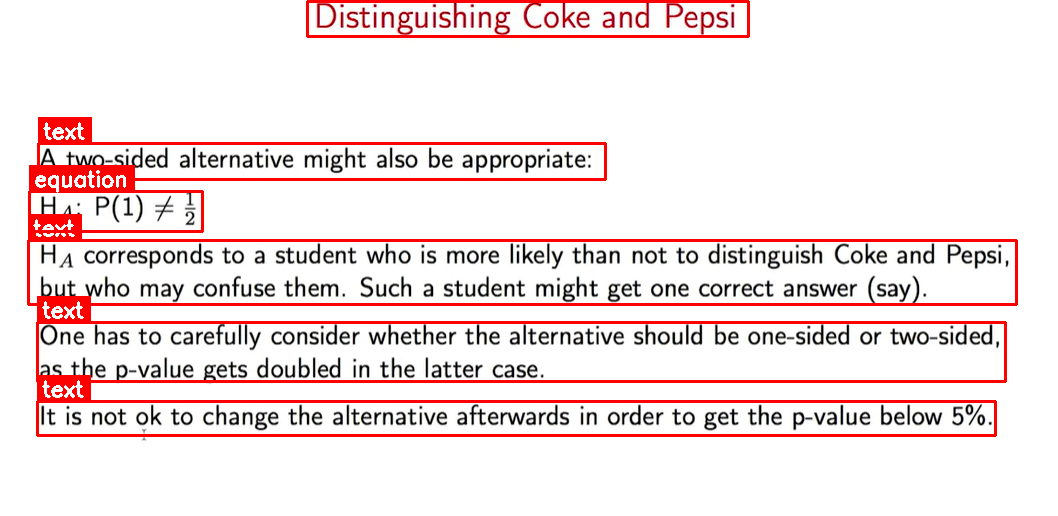 Distinguishing Coke and Pepsi
text
A two-sided alternative might also be appropriate:
equation
H_A: P(1) ≠ 1/2
text
H_A corresponds to a student who is more likely than not to distinguish Coke and Pepsi,
but who may confuse them. Such a student might get one correct answer (say).
text
One has to carefully consider whether the alternative should be one-sided or two-sided,
as the p-value gets doubled in the latter case.
text
It is not ok to change the alternative afterwards in order to get the p-value below 5%.